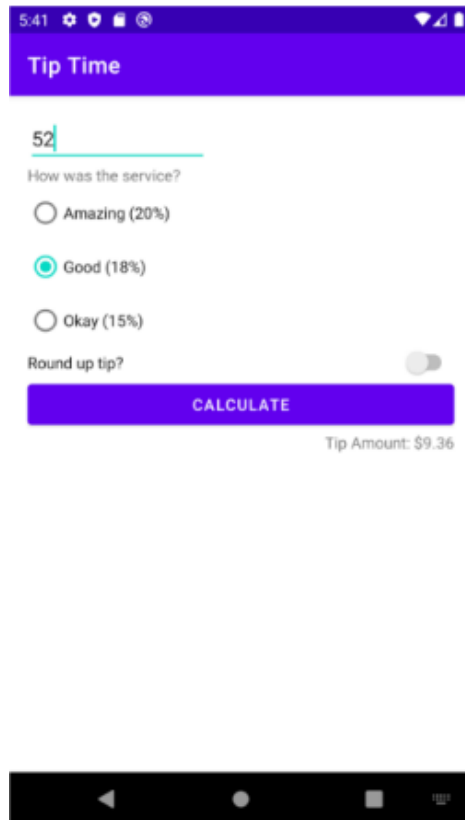 5:41
Tip Time
52
How was the service?
Amazing (20%)
Good (18%)
Okay (15%)
Round up tip?
CALCULATE
Tip Amount: $9.36